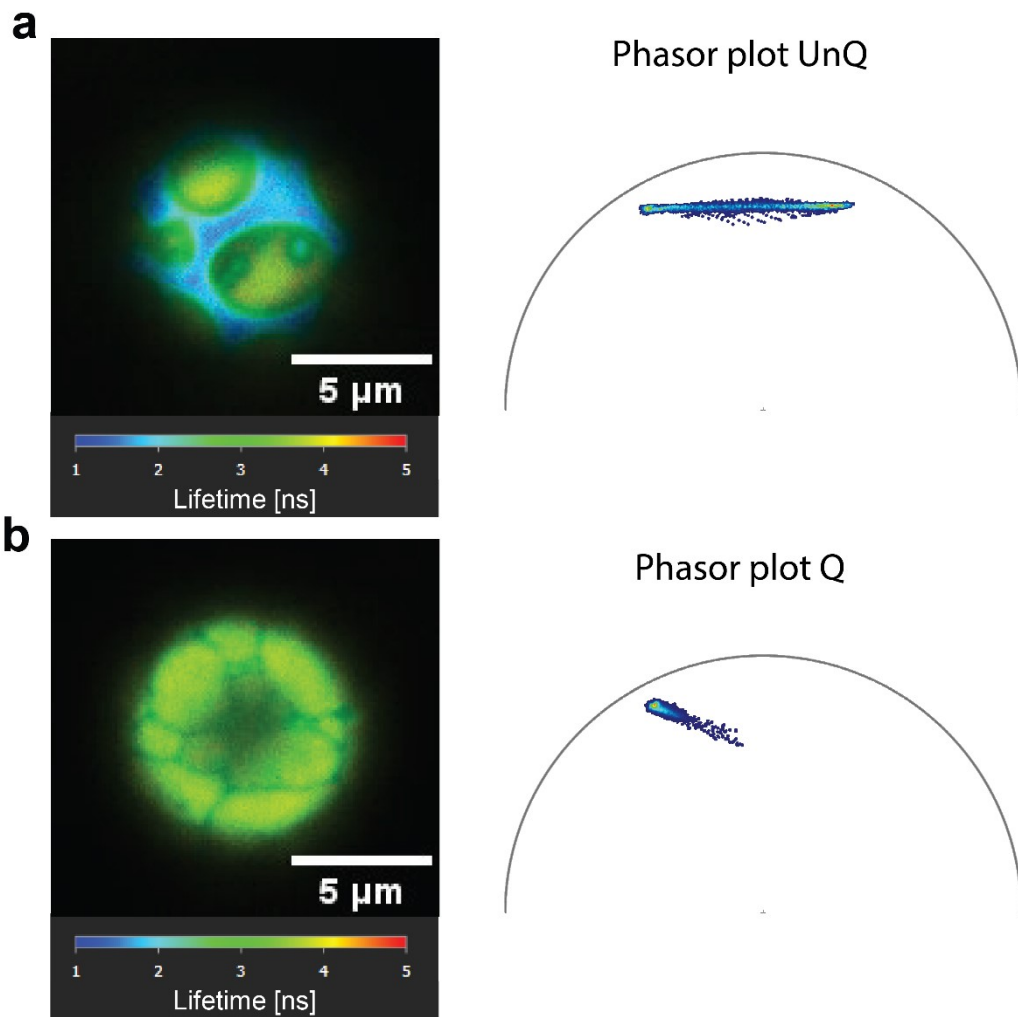 a
Phasor plot UnQ
5 µm
1 2 3 4 5
Lifetime [ns]
b
Phasor plot Q
5 µm
1 2 3 4 5
Lifetime [ns]